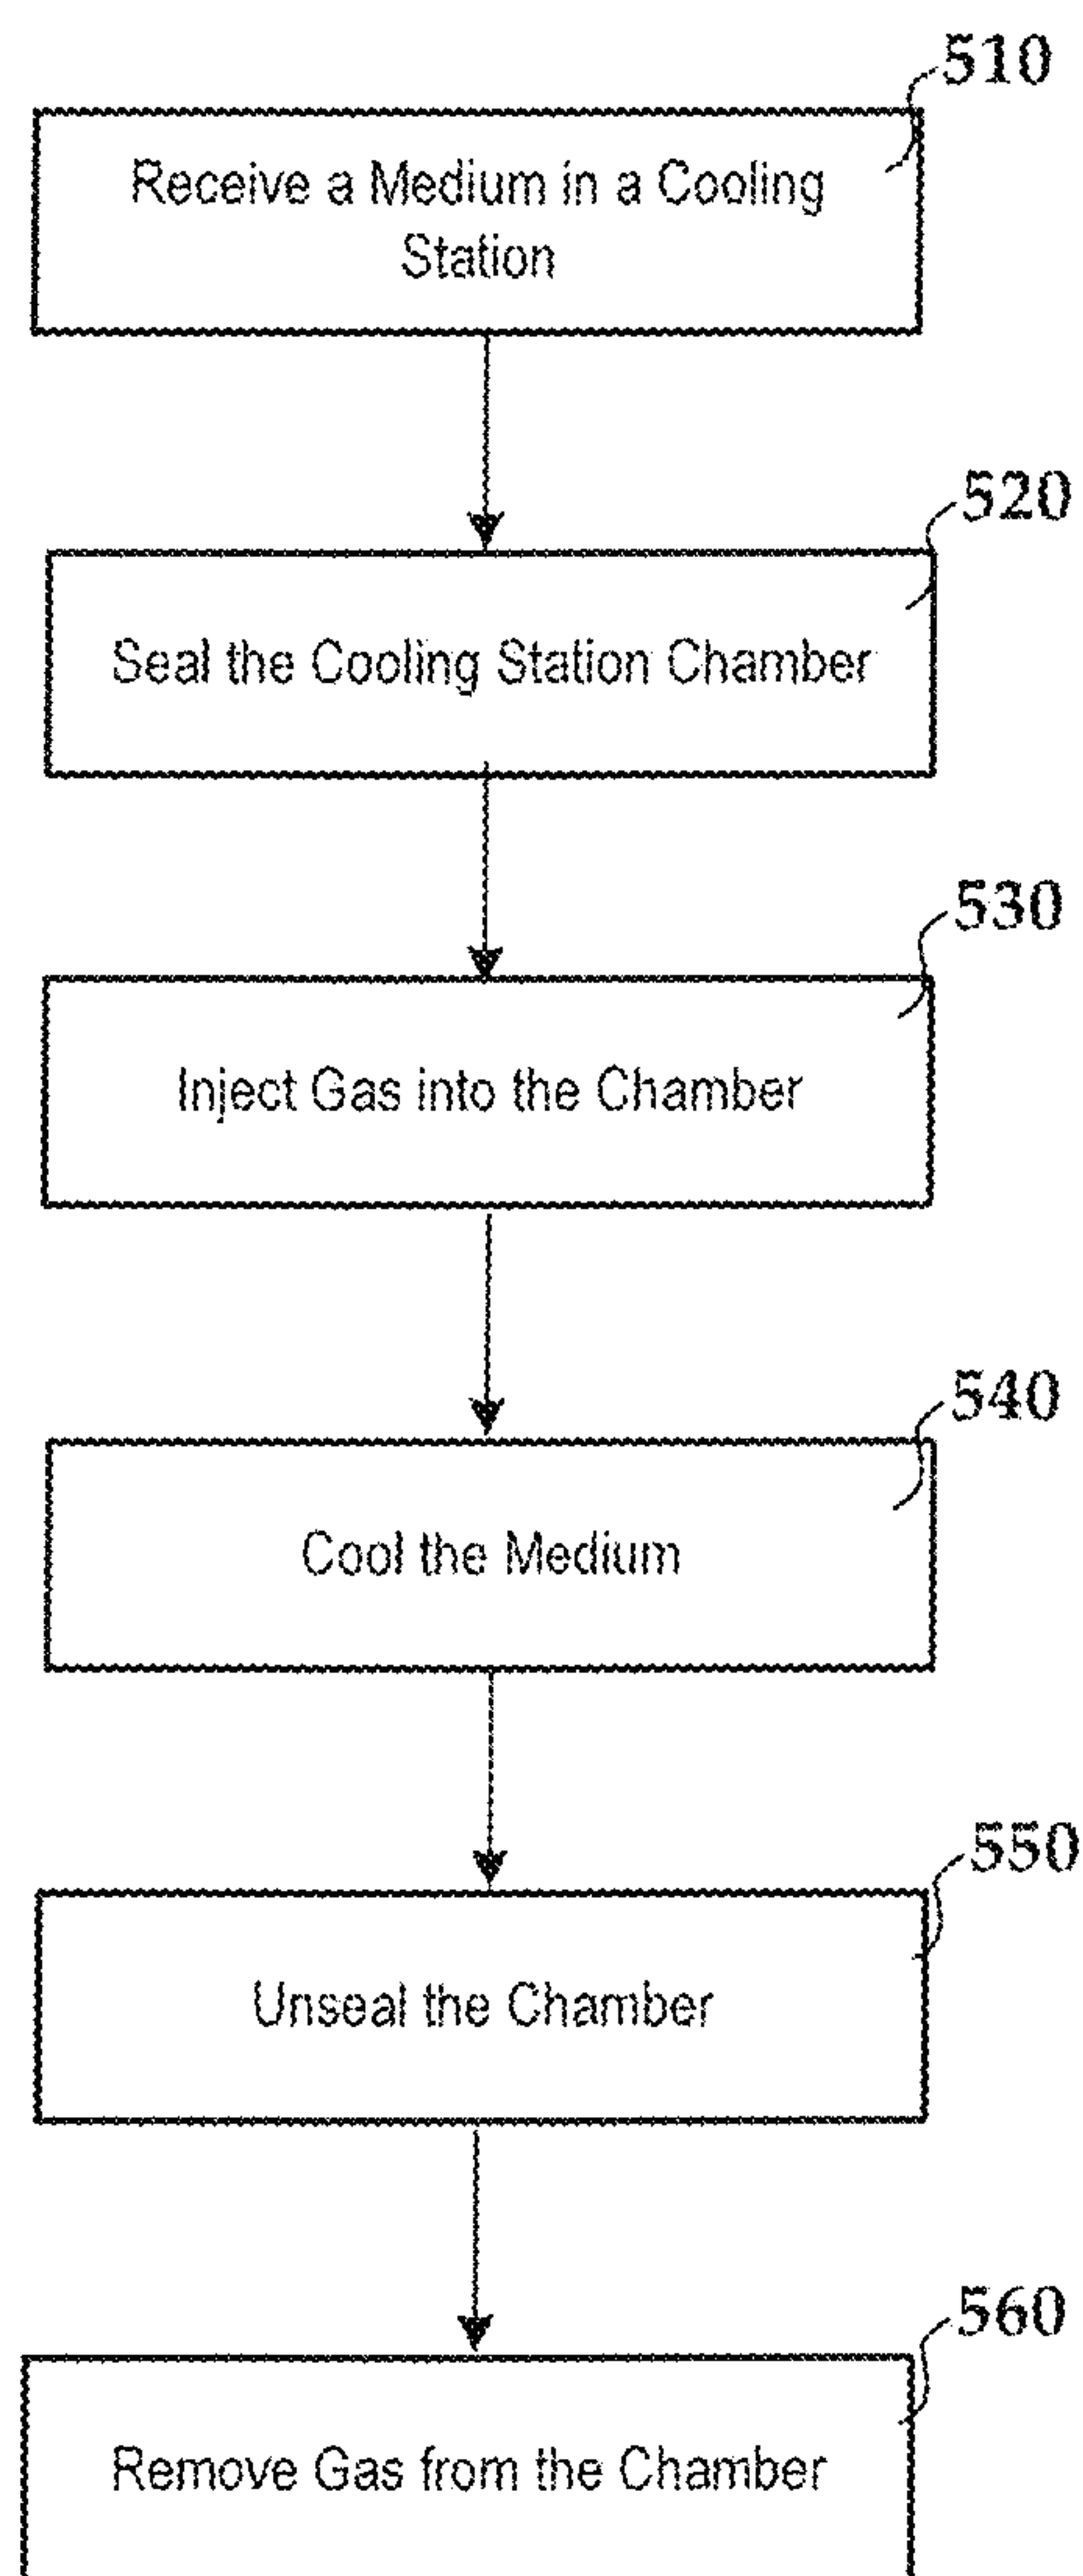 510
Receive a Medium in a Cooling
Station
520
Seal the Cooling Station Chamber
530
Inject Gas into the Chamber
540
Cool the Medium
550
Unseal the Chamber
560
Remove Gas from the Chamber